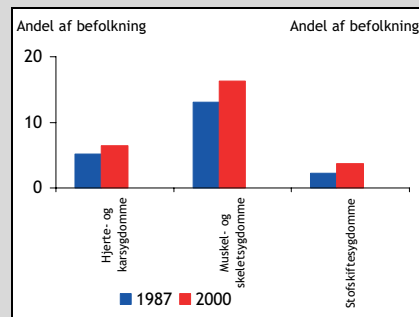 Andel af befolkning Andel af befolkning
20
10
0
Hjerte- og
karsygdomme
Muskel- og
skeletsygdomme
Stofskiftesygdomme
1987 2000